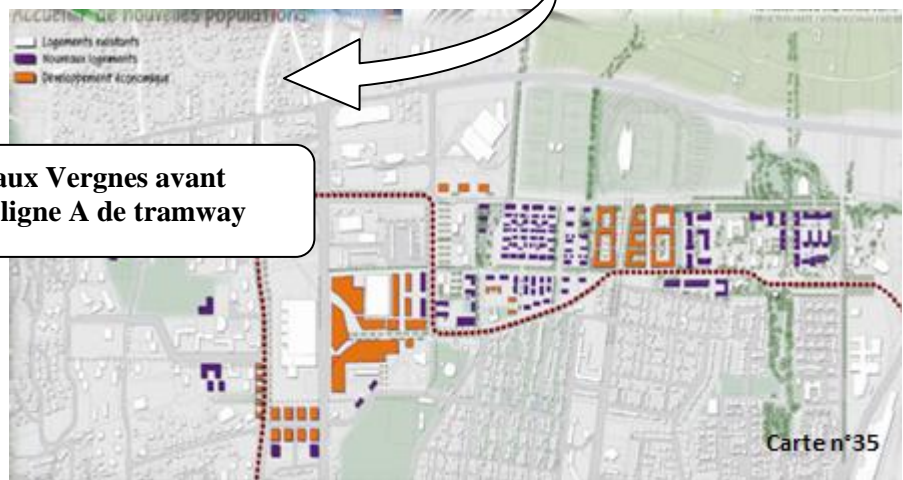 Accueillir de nouvelles populations
Logements existants
Nouveaux logements
Développement économique
aux Vergnes avant
ligne A de tramway
Carte n°35